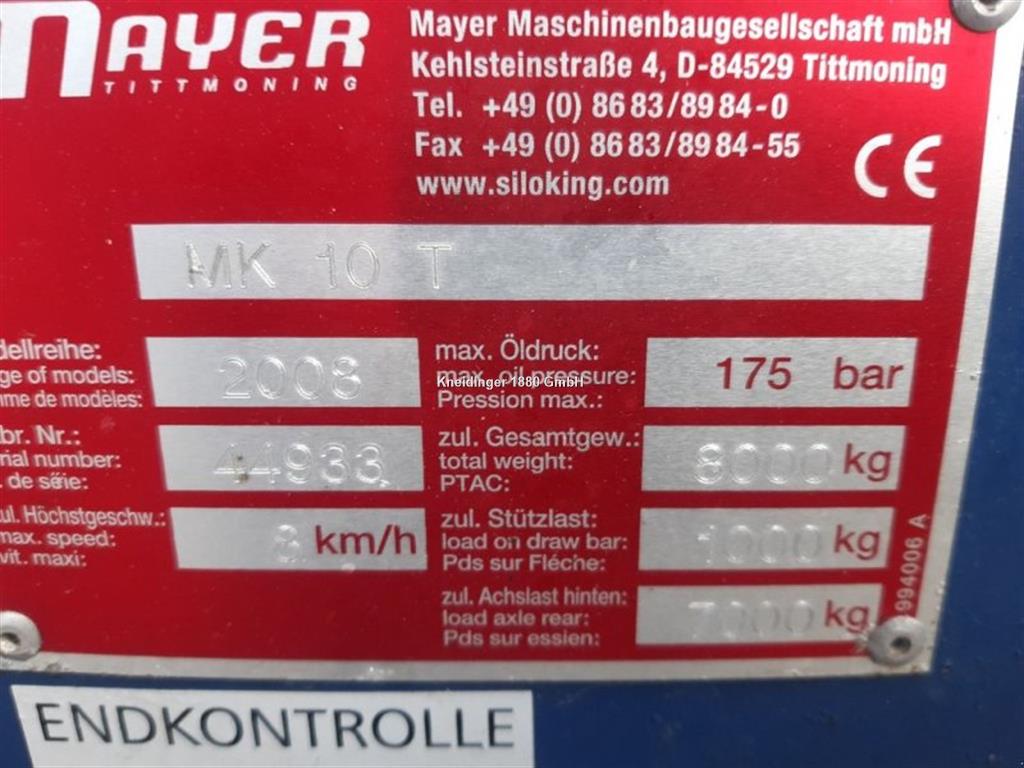 MAYER
TITTMONING
Mayer Maschinenbaugesellschaft mbH
Kehlsteinstraße 4, D-84529 Tittmoning
Tel. +49 (0) 86 83/89 84-0
Fax +49 (0) 86 83/89 84-55
www.siloking.com
CE
MK 10 T
dellreihe:
ge of models:
me de modèles:
2008
max. Öldruck:
max. oil pressure:
Pression max.:
175 bar
Kneidinger 1880 GmbH
br. Nr.:
rial number:
. de séie:
44933
zul. Gesamtgew.:
total weight:
PTAC:
8000 kg
ul. Höchstgeschw.:
max. speed:
vit. maxi:
8 km/h
zul. Stützlast:
load on draw bar:
Pds sur Fléche:
1000 kg
zul. Achslast hinten:
load axle rear:
Pds sur essien:
7000 kg
994006 A
ENDKONTROLLE